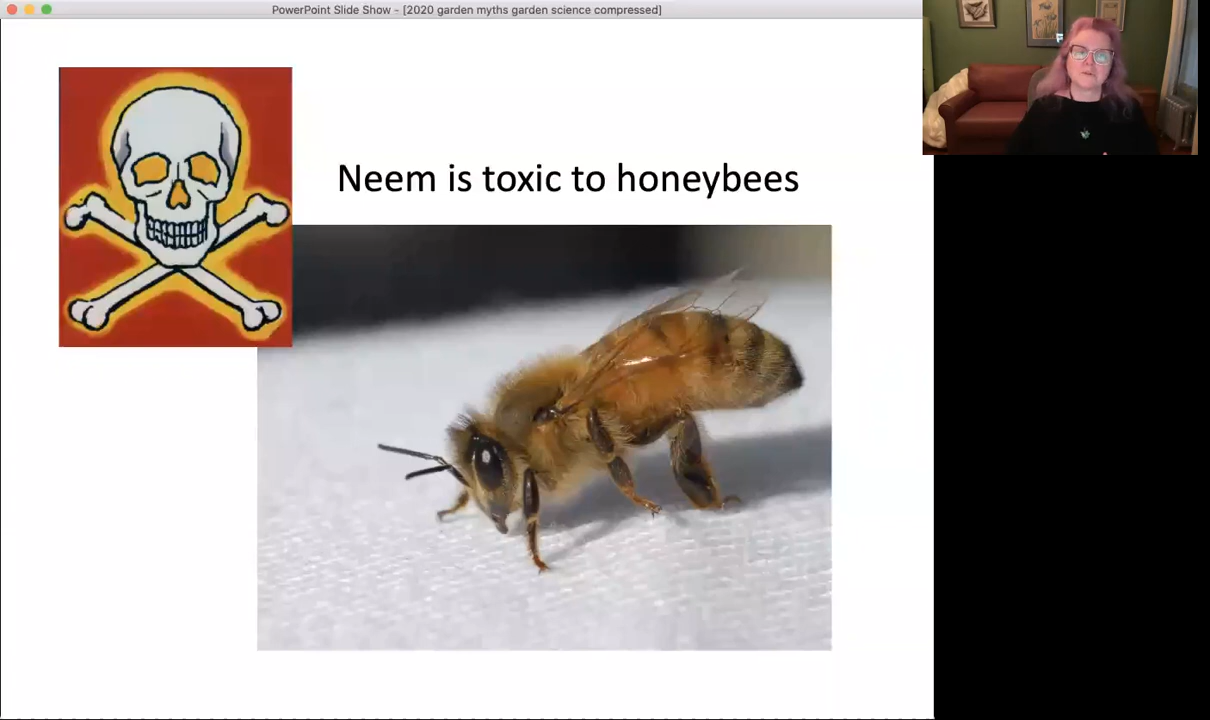 PowerPoint Slide Show - [2020 garden myths garden science compressed]
Neem is toxic to honeybees